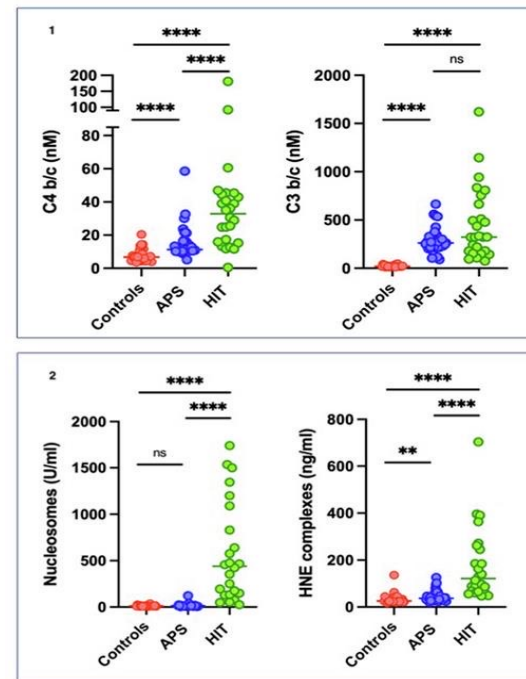 1
****
****
****
C4 b/c (nM)
200
150
100
80
60
40
20
0
Controls
APS
HIT
****
ns
****
C3 b/c (nM)
2000
1500
1000
500
0
Controls
APS
HIT
2
****
****
ns
Nucleosomes (U/ml)
2000
1500
1000
500
0
Controls
APS
HIT
****
****
**
HNE complexes (ng/ml)
800
600
400
200
0
Controls
APS
HIT